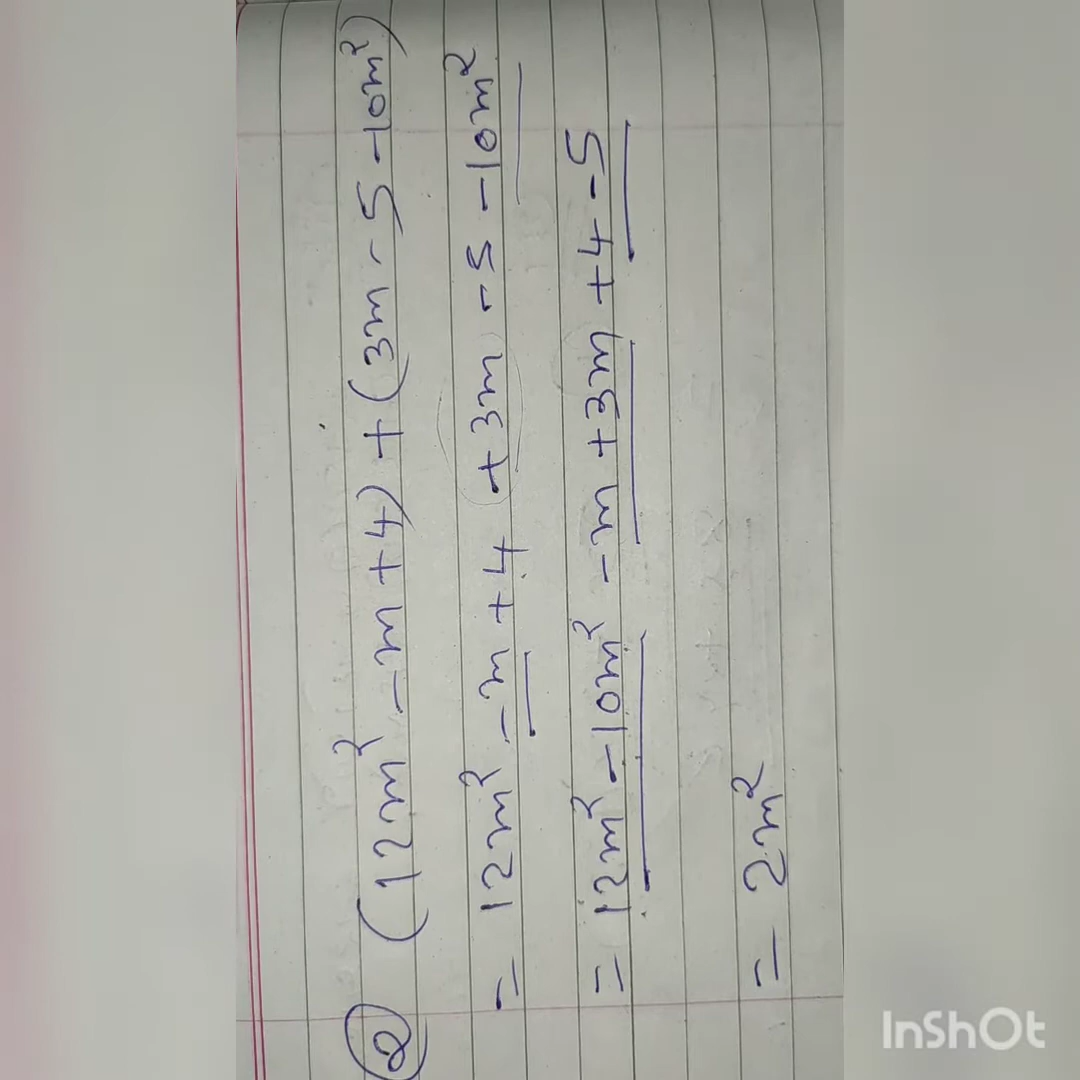 ② (12m² - m + 4) + (3m - 5 - 10m²)
= 12m² - m + 4 + 3m - 5 - 10m²
= 12m² - 10m² - m + 3m + 4 - 5
= 2m²
InShOt